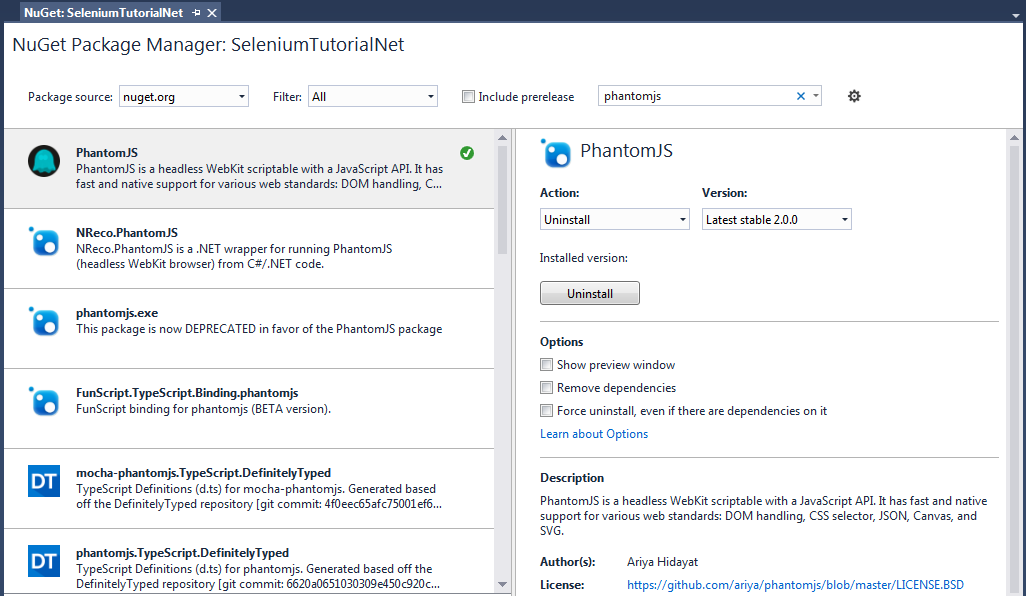 NuGet: SeleniumTutorialNet
NuGet Package Manager: SeleniumTutorialNet
Package source: nuget.org Filter: All Include prerelease phantomjs
PhantomJS
PhantomJS is a headless WebKit scriptable with a JavaScript API. It has
fast and native support for various web standards: DOM handling, C...
NReco.PhantomJS
NReco.PhantomJS is a .NET wrapper for running PhantomJS
(headless WebKit browser) from C#/.NET code.
phantomjs.exe
This package is now DEPRECATED in favor of the PhantomJS package
FunScript.TypeScript.Binding.phantomjs
FunScript binding for phantomjs (BETA version).
DT
mocha-phantomjs.TypeScript.DefinitelyTyped
TypeScript Definitions (d.ts) for mocha-phantomjs. Generated based
off the DefinitelyTyped repository [git commit: 4f0eec65afc75001ef6...
DT
phantomjs.TypeScript.DefinitelyTyped
TypeScript Definitions (d.ts) for phantomjs. Generated based off the
DefinitelyTyped repository [git commit: 6620a0651030309e450c920c...
PhantomJS
Action: Version:
Uninstall Latest stable 2.0.0
Installed version:
Uninstall
Options
Show preview window
Remove dependencies
Force uninstall, even if there are dependencies on it
Learn about Options
Description
PhantomJS is a headless WebKit scriptable with a JavaScript API. It has fast and native
support for various web standards: DOM handling, CSS selector, JSON, Canvas, and
SVG.
Author(s): Ariya Hidayat
License: https://github.com/ariya/phantomjs/blob/master/LICENSE.BSD